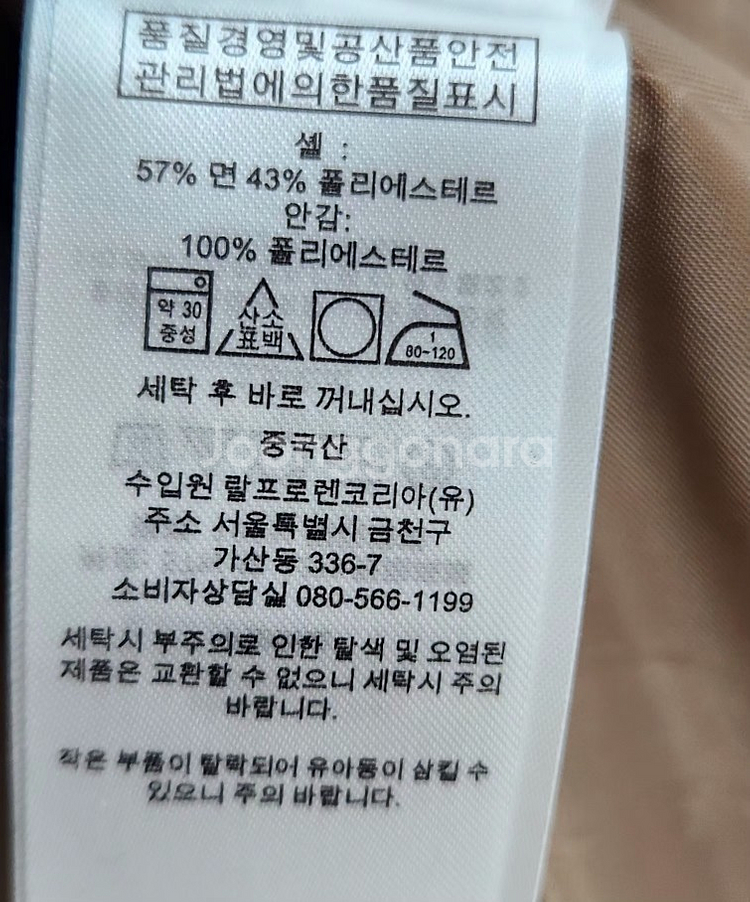 품질경영및공산품안전
관리법에의한품질표시
셸 :
57% 면 43% 폴리에스테르
안감:
100% 폴리에스테르
약 30
중성
산소
표백
1
80~120
세탁 후 바로 꺼내십시오.
중국산
Joonggonara
수입원 랄프로렌코리아(유)
주소 서울특별시 금천구
가산동 336-7
소비자상담실 080-566-1199
세탁시 부주의로 인한 탈색 및 오염된
제품은 교환할 수 없으니 세탁시 주의
바랍니다.
작은 부품이 탈락되어 유아동이 삼킬 수
있으니 주의 바랍니다.